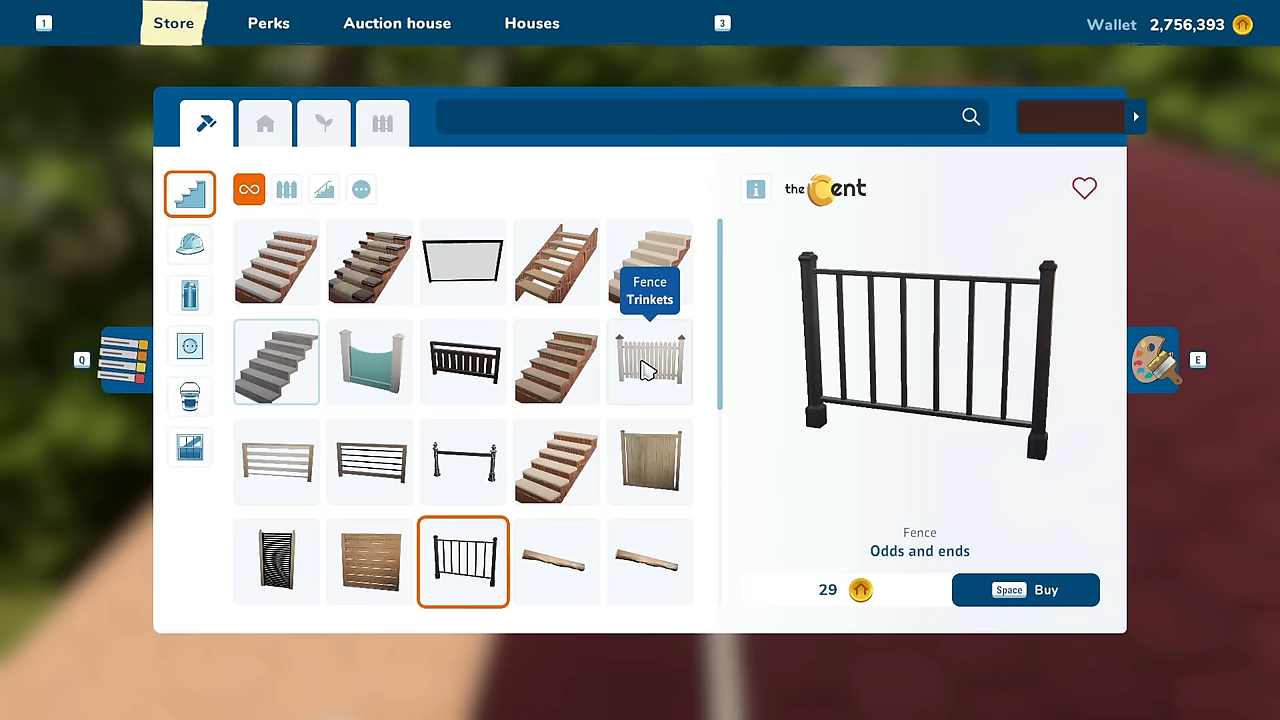 1
Store
Perks
Auction house
Houses
3
Wallet 2,756,393
the Cent
Fence
Trinkets
Q
E
Fence
Odds and ends
29
Space Buy